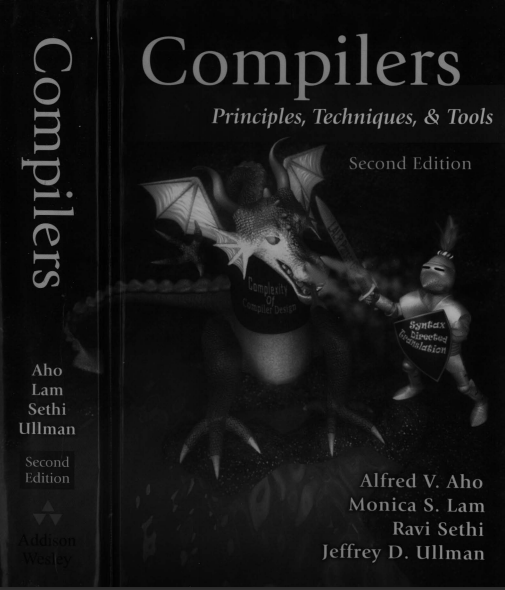 Compilers
Aho
Lam
Sethi
Ullman
Second
Edition
Addison
Wesley
Compilers
Principles, Techniques, & Tools
Second Edition
Complexity
Of
Compiler Design
Syntax
Directed
Translation
Alfred V. Aho
Monica S. Lam
Ravi Sethi
Jeffrey D. Ullman